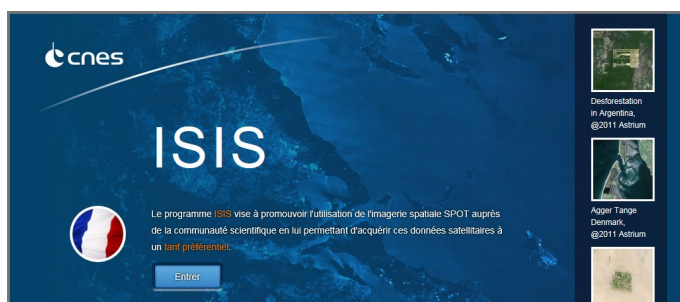 cnes
ISIS
Le programme ISIS vise à promouvoir l'utilisation de l'imagerie spatiale SPOT auprès
de la communauté scientifique en lui permettant d'acquérir ces données satellitaires à
un tarif préférentiel.
Entrer
Desforestation
in Argentina,
@2011 Astrium
Agger Tange
Denmark,
@2011 Astrium